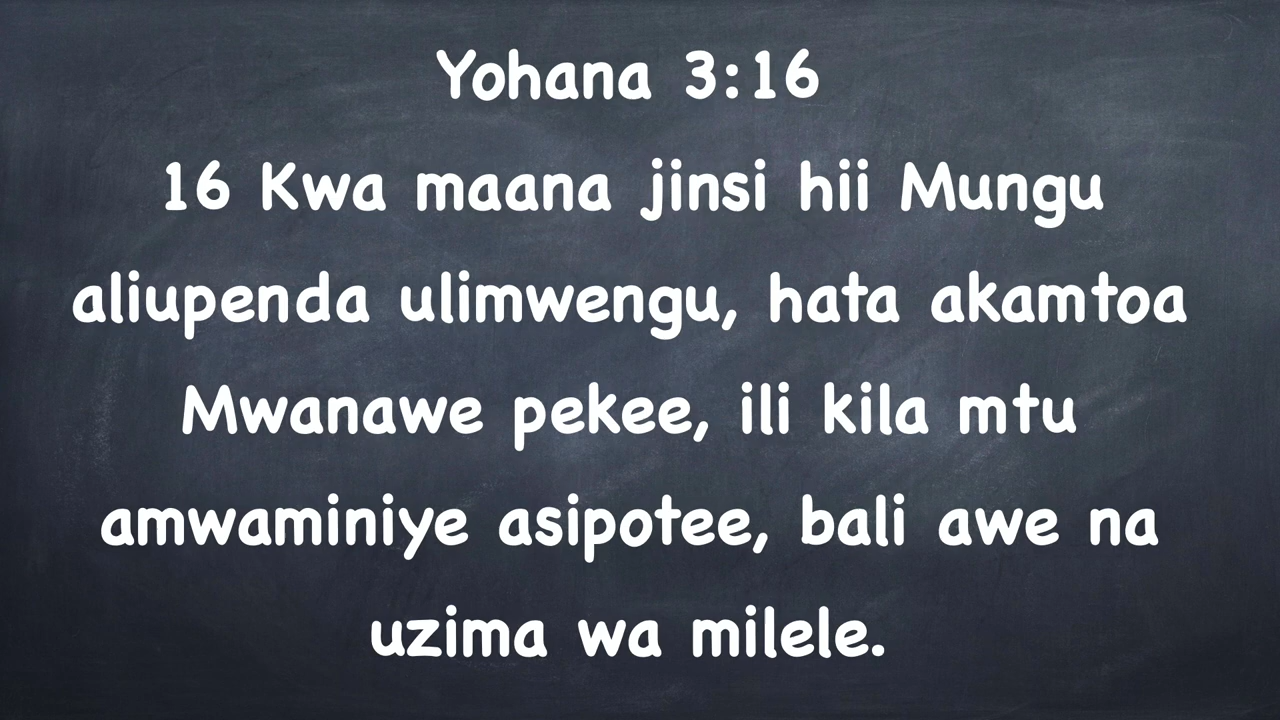 Yohana 3:16
16 Kwa maana jinsi hii Mungu
aliupenda ulimwengu, hata akamtoa
Mwanawe pekee, ili kila mtu
amwaminiye asipotee, bali awe na
uzima wa milele.